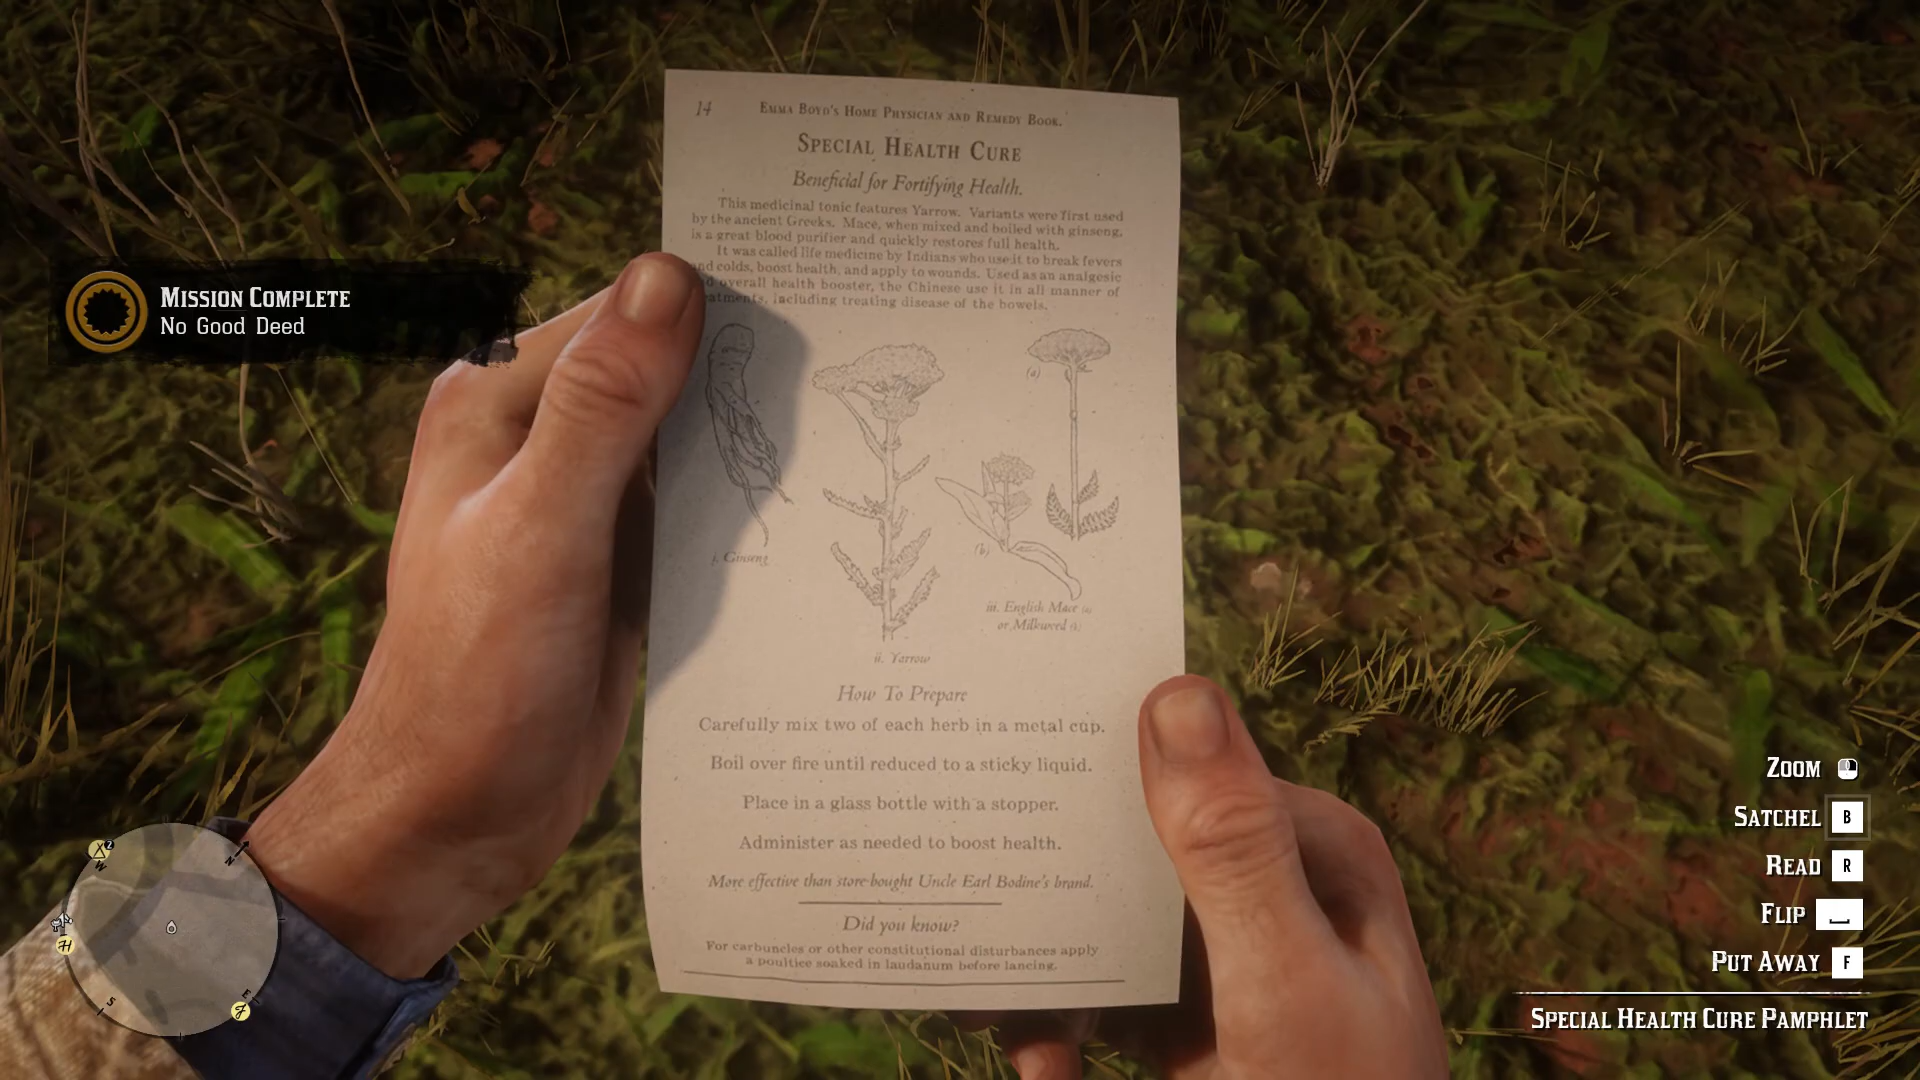 14
Emma Boyd's Home Physician and Remedy Book.
Special Health Cure
Beneficial for Fortifying Health.
This medicinal tonic features Yarrow. Variants were first used
by the ancient Greeks. Mace, when mixed and boiled with ginseng,
is a great blood purifier and quickly restores full health.
It was called life medicine by Indians who use it to break fevers
and colds, boost health, and apply to wounds. Used as an analgesic
overall health booster, the Chinese use it in all manner of
including treating disease of the bowels.
(a)
(b)
i. Ginseng
iii. English Mace (a)
or Milkweed (b)
ii. Yarrow
How To Prepare
Carefully mix two of each herb in a metal cup.
Boil over fire until reduced to a sticky liquid.
Place in a glass bottle with a stopper.
Administer as needed to boost health.
More effective than store-bought Uncle Earl Bodine's brand.
Did you know?
For carbuncles or other constitutional disturbances apply
a poultice soaked in laudanum before lancing.
Mission Complete
No Good Deed
2
W
N
H
S
E
J
Zoom
Satchel B
Read R
Flip
Put Away F
Special Health Cure Pamphlet